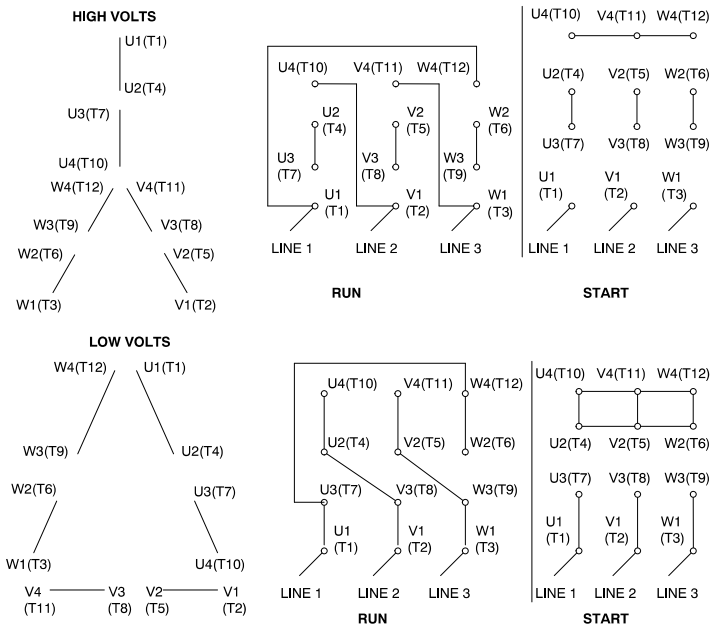 HIGH VOLTS
U1(T1)
U2(T4)
U3(T7)
U4(T10)
W4(T12) V4(T11)
W3(T9) V3(T8)
W2(T6) V2(T5)
W1(T3) V1(T2)
U4(T10) V4(T11) W4(T12)
U2 V2 W2
(T4) (T5) (T6)
U3 V3 W3
(T7) (T8) (T9)
U1 V1 W1
(T1) (T2) (T3)
LINE 1 LINE 2 LINE 3
RUN
U4(T10) V4(T11) W4(T12)
U2(T4) V2(T5) W2(T6)
U3(T7) V3(T8) W3(T9)
U1 V1 W1
(T1) (T2) (T3)
LINE 1 LINE 2 LINE 3
START
LOW VOLTS
W4(T12) U1(T1)
W3(T9) U2(T4)
W2(T6) U3(T7)
W1(T3) U4(T10)
V4 V3 V2 V1
(T11) (T8) (T5) (T2)
U4(T10) V4(T11) W4(T12)
U2(T4) V2(T5) W2(T6)
U3(T7) V3(T8) W3(T9)
U1 V1 W1
(T1) (T2) (T3)
LINE 1 LINE 2 LINE 3
RUN
U4(T10) V4(T11) W4(T12)
U2(T4) V2(T5) W2(T6)
U3(T7) V3(T8) W3(T9)
U1 V1 W1
(T1) (T2) (T3)
LINE 1 LINE 2 LINE 3
START